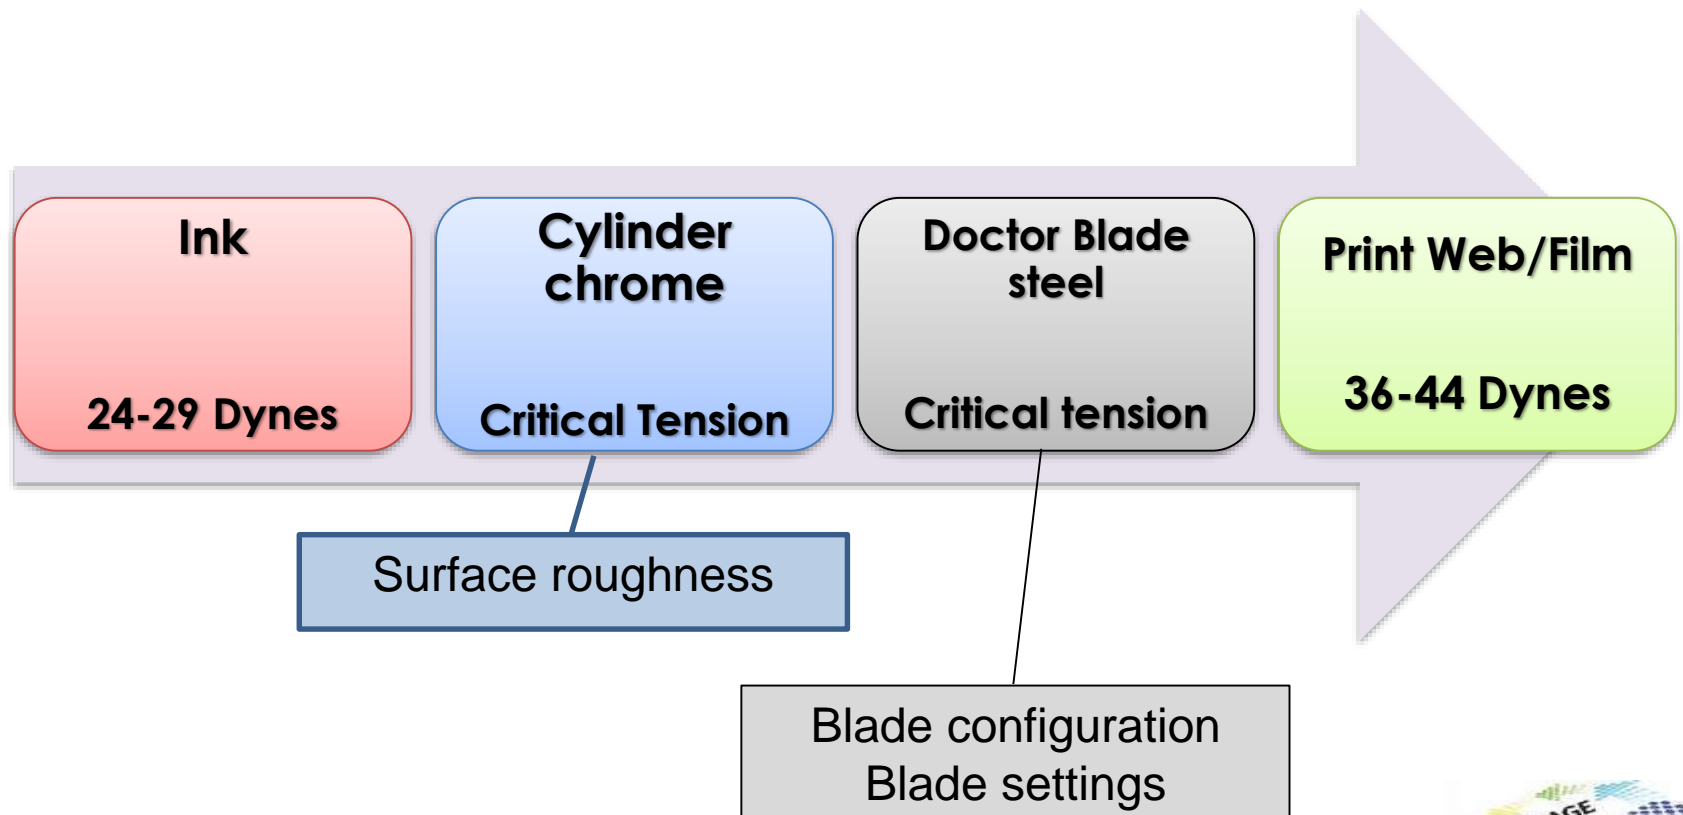 Ink
24-29 Dynes
Cylinder
chrome
Critical Tension
Doctor Blade
steel
Critical tension
Print Web/Film
36-44 Dynes
Surface roughness
Blade configuration
Blade settings